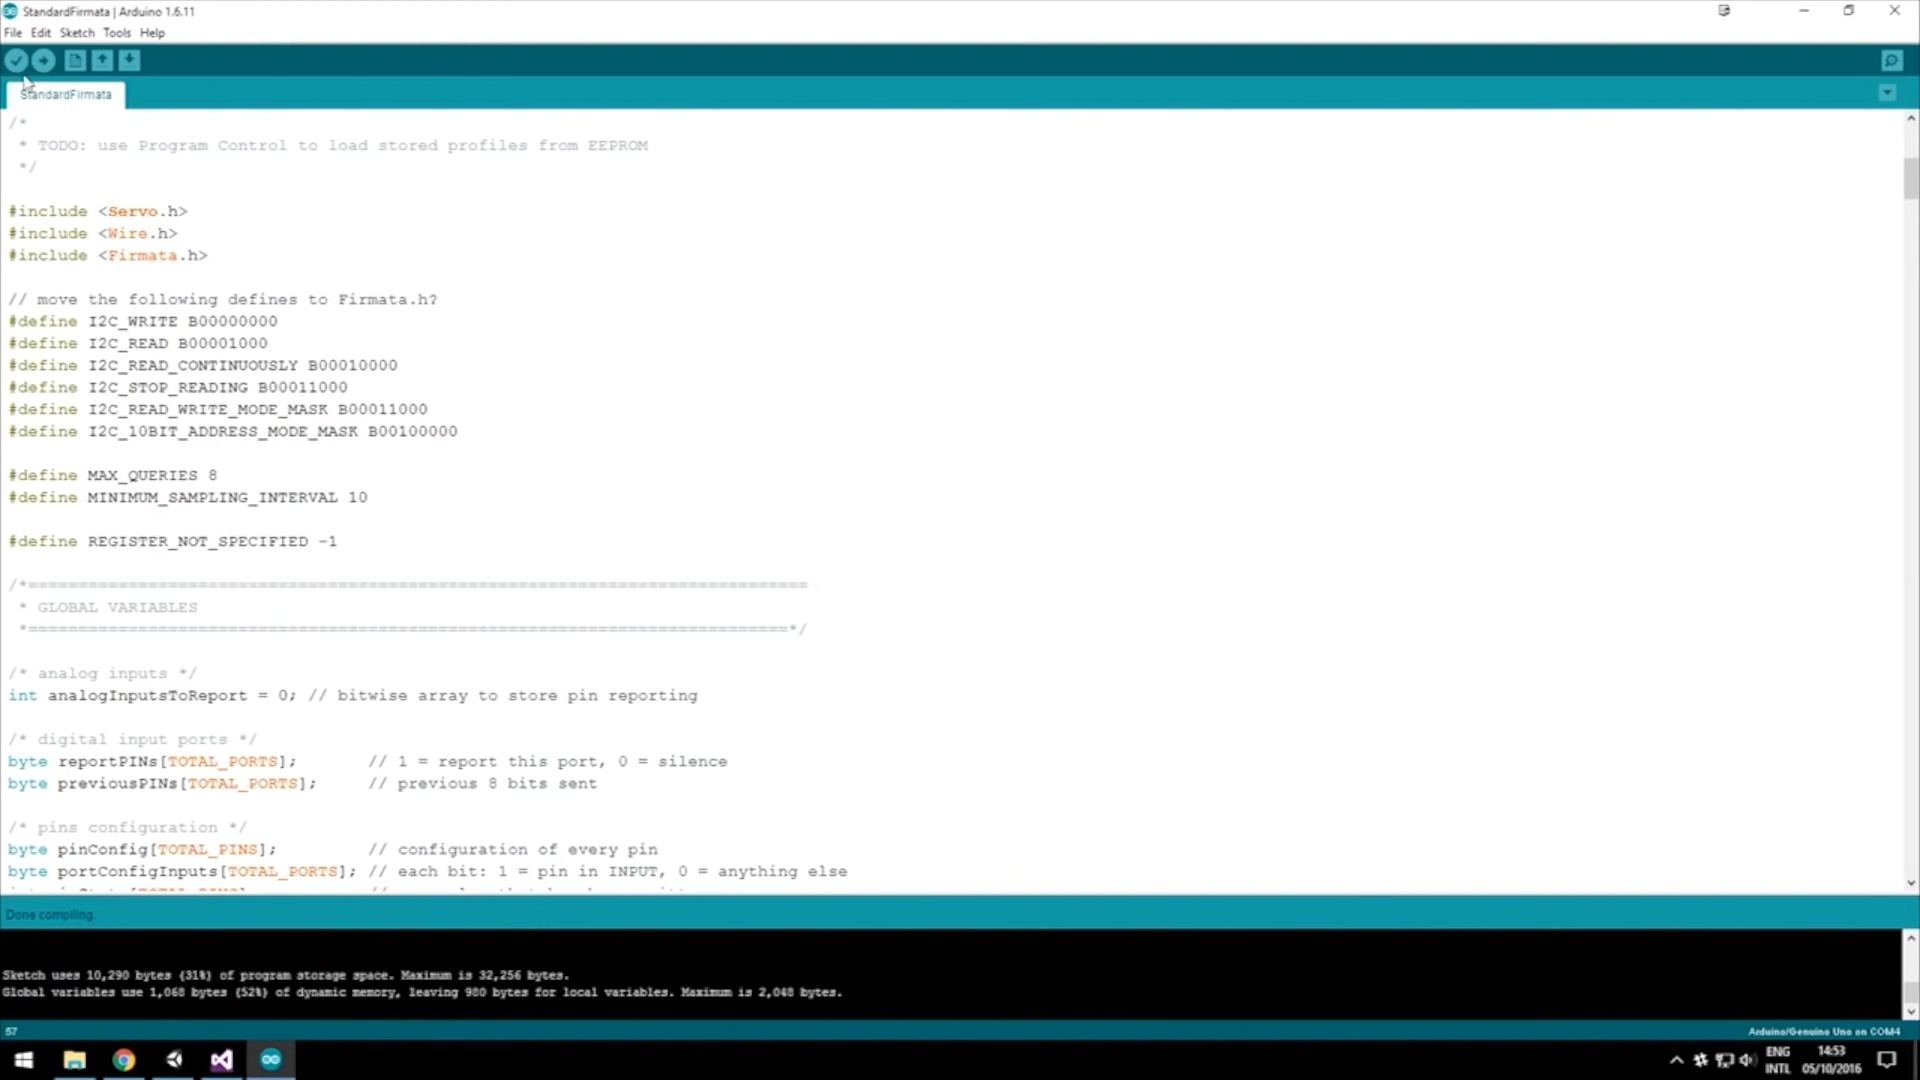 StandardFirmata | Arduino 1.6.11
File Edit Sketch Tools Help
StandardFirmata
/*
* TODO: use Program Control to load stored profiles from EEPROM
*/
#include <Servo.h>
#include <Wire.h>
#include <Firmata.h>
// move the following defines to Firmata.h?
#define I2C_WRITE B00000000
#define I2C_READ B00001000
#define I2C_READ_CONTINUOUSLY B00010000
#define I2C_STOP_READING B00011000
#define I2C_READ_WRITE_MODE_MASK B00011000
#define I2C_10BIT_ADDRESS_MODE_MASK B00100000
#define MAX_QUERIES 8
#define MINIMUM_SAMPLING_INTERVAL 10
#define REGISTER_NOT_SPECIFIED -1
/*==============================================================================
* GLOBAL VARIABLES
*============================================================================*/
/* analog inputs */
int analogInputsToReport = 0; // bitwise array to store pin reporting
/* digital input ports */
byte reportPINs[TOTAL_PORTS];       // 1 = report this port, 0 = silence
byte previousPINs[TOTAL_PORTS];     // previous 8 bits sent
/* pins configuration */
byte pinConfig[TOTAL_PINS];         // configuration of every pin
byte portConfigInputs[TOTAL_PORTS]; // each bit: 1 = pin in INPUT, 0 = anything else
Done compiling.
Sketch uses 10,290 bytes (31%) of program storage space. Maximum is 32,256 bytes.
Global variables use 1,068 bytes (52%) of dynamic memory, leaving 980 bytes for local variables. Maximum is 2,048 bytes.
57
Arduino/Genuino Uno on COM4
ENG
INTL
14:53
05/10/2016